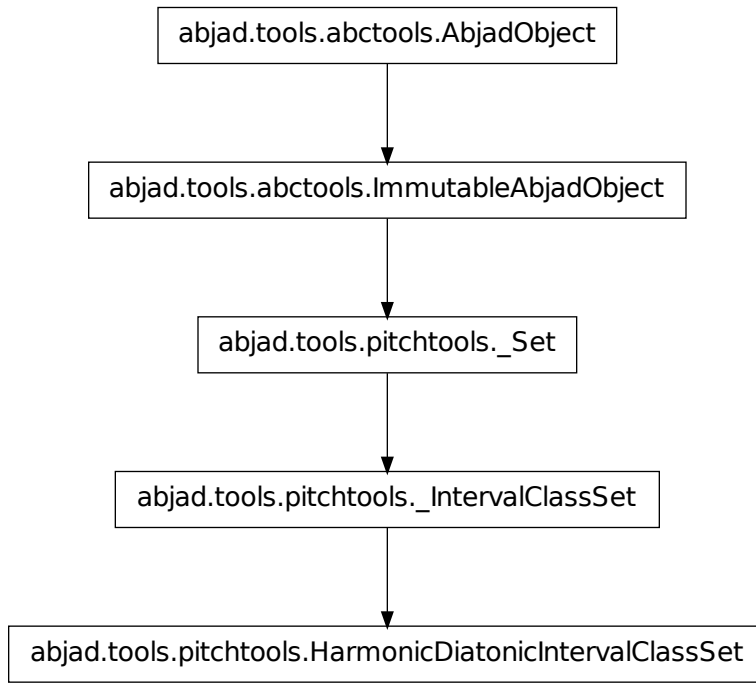 abjad.tools.abctools.AbjadObject
abjad.tools.abctools.ImmutableAbjadObject
abjad.tools.pitchtools._Set
abjad.tools.pitchtools._IntervalClassSet
abjad.tools.pitchtools.HarmonicDiatonicIntervalClassSet